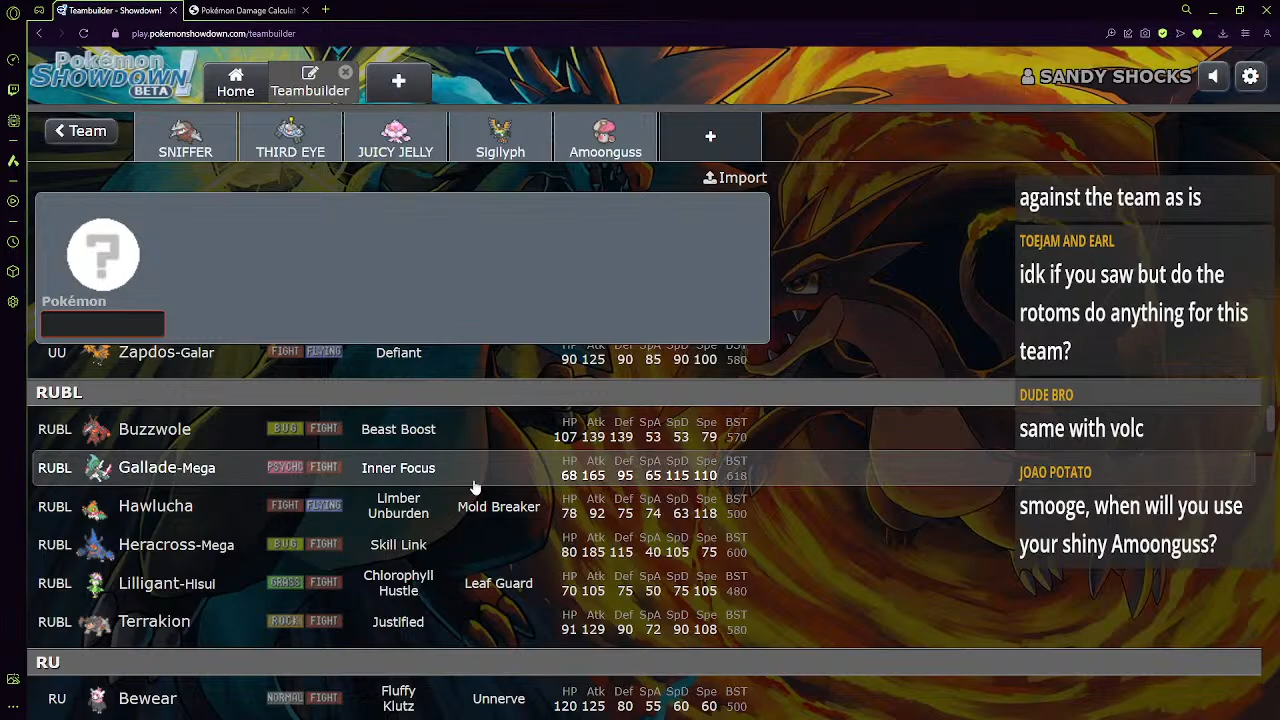 Teambuilder - Showdown!
Pokémon Damage Calculat
play.pokemonshowdown.com/teambuilder
Pokémon
SHOWDOWN!
BETA
Home
Teambuilder
SANDY SHOCKS
Team
SNIFFER
THIRD EYE
JUICY JELLY
Sigilyph
Amoonguss
Import
Pokémon
UU Zapdos-Galar FIGHT FLYING Defiant 90 125 90 85 90 100 580
RUBL
RUBL Buzzwole BUG FIGHT Beast Boost HP 107 Atk 139 Def 139 SpA 53 SpD 53 Spe 79 BST 570
RUBL Gallade-Mega PSYCHC FIGHT Inner Focus HP 68 Atk 165 Def 95 SpA 65 SpD 115 Spe 110 BST 618
RUBL Hawlucha FIGHT FLYING Limber Unburden Mold Breaker HP 78 Atk 92 Def 75 SpA 74 SpD 63 Spe 118 BST 500
RUBL Heracross-Mega BUG FIGHT Skill Link HP 80 Atk 185 Def 115 SpA 40 SpD 105 Spe 75 BST 600
RUBL Lilligant-Hisui GRASS FIGHT Chlorophyll Hustle Leaf Guard HP 70 Atk 105 Def 75 SpA 50 SpD 75 Spe 105 BST 480
RUBL Terrakion ROCK FIGHT Justified HP 91 Atk 129 Def 90 SpA 72 SpD 90 Spe 108 BST 580
RU
RU Bewear NORMAL FIGHT Fluffy Klutz Unnerve HP 120 Atk 125 Def 80 SpA 55 SpD 60 Spe 60 BST 500
against the team as is
TOEJAM AND EARL
idk if you saw but do the
rotoms do anything for this
team?
DUDE BRO
same with volc
JOAO POTATO
smooge, when will you use
your shiny Amoonguss?